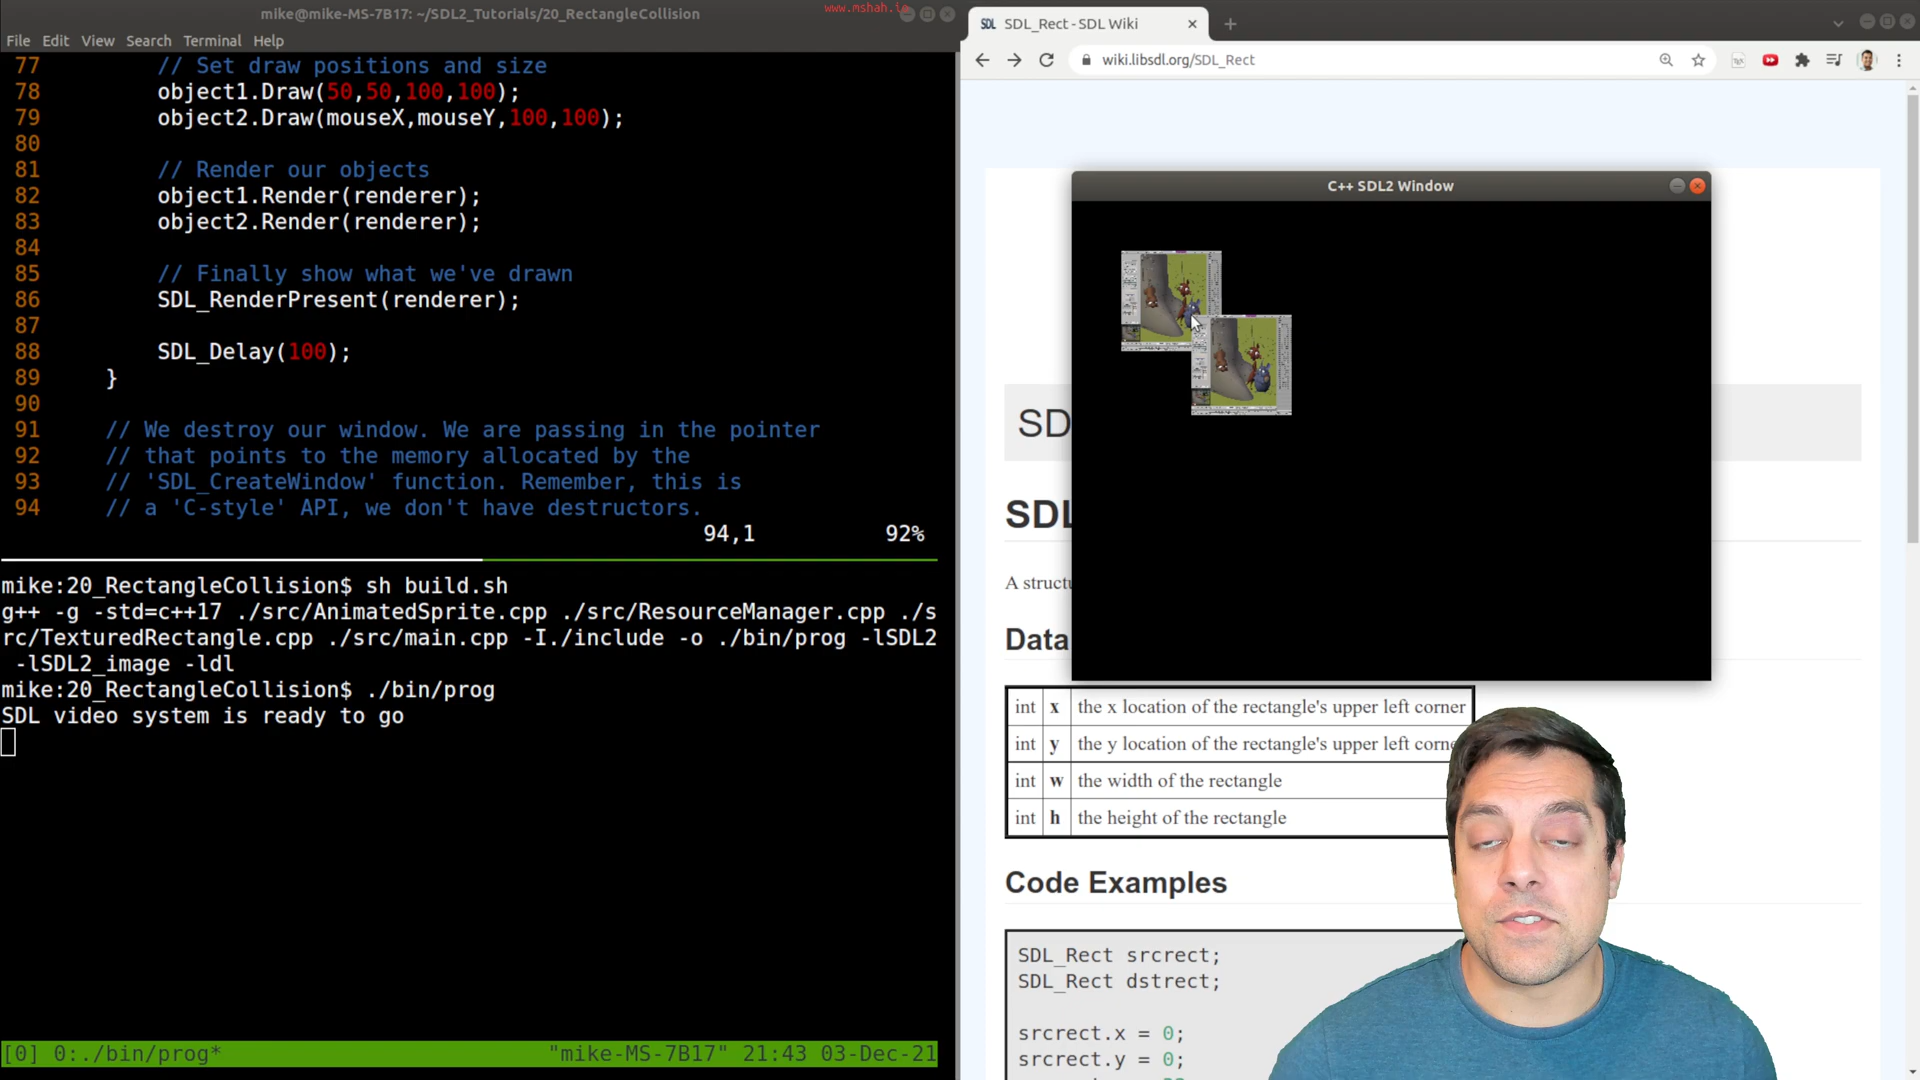 mike@mike-MS-7B17: ~/SDL2_Tutorials/20_RectangleCollision
www.mshah.io
File Edit View Search Terminal Help
77 // Set draw positions and size
78 object1.Draw(50,50,100,100);
79 object2.Draw(mouseX,mouseY,100,100);
80
81 // Render our objects
82 object1.Render(renderer);
83 object2.Render(renderer);
84
85 // Finally show what we've drawn
86 SDL_RenderPresent(renderer);
87
88 SDL_Delay(100);
89 }
90
91 // We destroy our window. We are passing in the pointer
92 // that points to the memory allocated by the
93 // 'SDL_CreateWindow' function. Remember, this is
94 // a 'C-style' API, we don't have destructors.
94,1 92%
mike:20_RectangleCollision$ sh build.sh
g++ -g -std=c++17 ./src/AnimatedSprite.cpp ./src/ResourceManager.cpp ./s
rc/TexturedRectangle.cpp ./src/main.cpp -I./include -o ./bin/prog -lSDL2
-lSDL2_image -ldl
mike:20_RectangleCollision$ ./bin/prog
SDL video system is ready to go
[0] 0:./bin/prog* "mike-MS-7B17" 21:43 03-Dec-21
SDL SDL_Rect - SDL Wiki
wiki.libsdl.org/SDL_Rect
C++ SDL2 Window
SD
SDL
A structu
Data
int x the x location of the rectangle's upper left corner
int y the y location of the rectangle's upper left corne
int w the width of the rectangle
int h the height of the rectangle
Code Examples
SDL_Rect srcrect;
SDL_Rect dstrect;
srcrect.x = 0;
srcrect.y = 0;